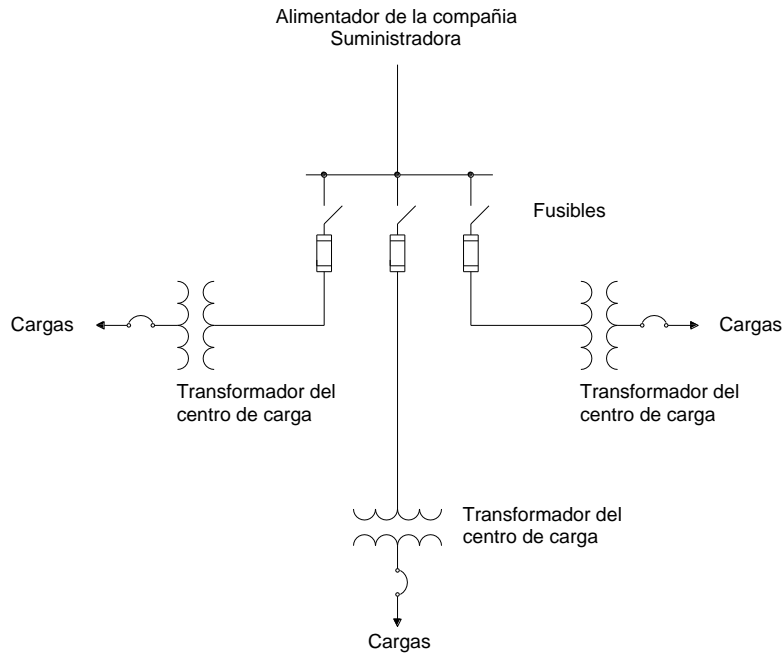 Alimentador de la compañia
Suministradora
Fusibles
Cargas
Cargas
Transformador del
centro de carga
Transformador del
centro de carga
Transformador del
centro de carga
Cargas